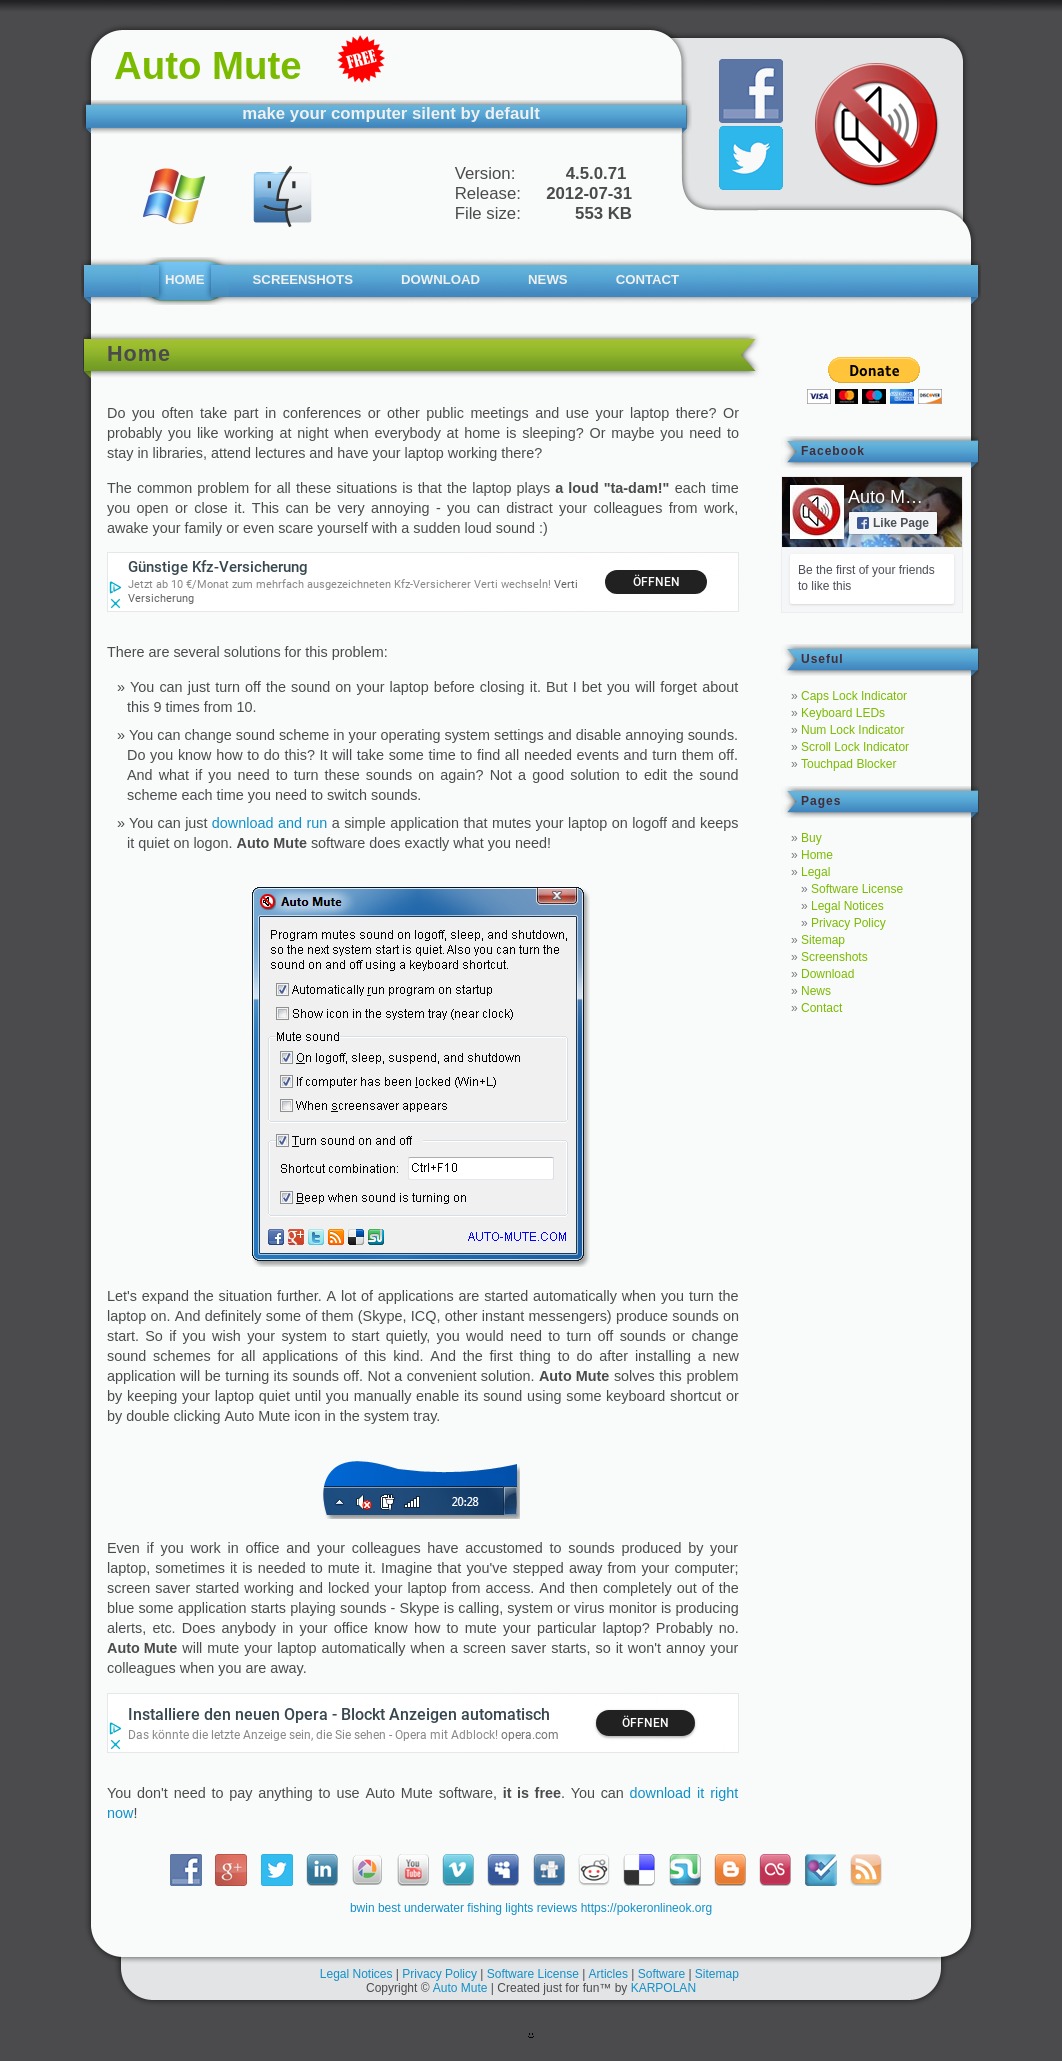 Auto Mute
FREE
make your computer silent by default
Version: 4.5.0.71
Release: 2012-07-31
File size: 553 KB
HOME SCREENSHOTS DOWNLOAD NEWS CONTACT
Home
Do you often take part in conferences or other public meetings and use your laptop there? Or
probably you like working at night when everybody at home is sleeping? Or maybe you need to
stay in libraries, attend lectures and have your laptop working there?
The common problem for all these situations is that the laptop plays a loud "ta-dam!" each time
you open or close it. This can be very annoying - you can distract your colleagues from work,
awake your family or even scare yourself with a sudden loud sound :)
Günstige Kfz-Versicherung
Jetzt ab 10 €/Monat zum mehrfach ausgezeichneten Kfz-Versicherer Verti wechseln! Verti
Versicherung
ÖFFNEN
There are several solutions for this problem:
» You can just turn off the sound on your laptop before closing it. But I bet you will forget about
this 9 times from 10.
» You can change sound scheme in your operating system settings and disable annoying sounds.
Do you know how to do this? It will take some time to find all needed events and turn them off.
And what if you need to turn these sounds on again? Not a good solution to edit the sound
scheme each time you need to switch sounds.
» You can just download and run a simple application that mutes your laptop on logoff and keeps
it quiet on logon. Auto Mute software does exactly what you need!
Auto Mute
Program mutes sound on logoff, sleep, and shutdown,
so the next system start is quiet. Also you can turn the
sound on and off using a keyboard shortcut.
Automatically run program on startup
Show icon in the system tray (near clock)
Mute sound
On logoff, sleep, suspend, and shutdown
If computer has been locked (Win+L)
When screensaver appears
Turn sound on and off
Shortcut combination: Ctrl+F10
Beep when sound is turning on
AUTO-MUTE.COM
Let's expand the situation further. A lot of applications are started automatically when you turn the
laptop on. And definitely some of them (Skype, ICQ, other instant messengers) produce sounds on
start. So if you wish your system to start quietly, you would need to turn off sounds or change
sound schemes for all applications of this kind. And the first thing to do after installing a new
application will be turning its sounds off. Not a convenient solution. Auto Mute solves this problem
by keeping your laptop quiet until you manually enable its sound using some keyboard shortcut or
by double clicking Auto Mute icon in the system tray.
20:28
Even if you work in office and your colleagues have accustomed to sounds produced by your
laptop, sometimes it is needed to mute it. Imagine that you've stepped away from your computer;
screen saver started working and locked your laptop from access. And then completely out of the
blue some application starts playing sounds - Skype is calling, system or virus monitor is producing
alerts, etc. Does anybody in your office know how to mute your particular laptop? Probably no.
Auto Mute will mute your laptop automatically when a screen saver starts, so it won't annoy your
colleagues when you are away.
Installiere den neuen Opera - Blockt Anzeigen automatisch
Das könnte die letzte Anzeige sein, die Sie sehen - Opera mit Adblock! opera.com
ÖFFNEN
You don't need to pay anything to use Auto Mute software, it is free. You can download it right
now!
Donate
VISA
DISCOVER
Facebook
Auto M...
Like Page
Be the first of your friends
to like this
Useful
» Caps Lock Indicator
» Keyboard LEDs
» Num Lock Indicator
» Scroll Lock Indicator
» Touchpad Blocker
Pages
» Buy
» Home
» Legal
» Software License
» Legal Notices
» Privacy Policy
» Sitemap
» Screenshots
» Download
» News
» Contact
You Tube
bwin best underwater fishing lights reviews https://pokeronlineok.org
Legal Notices | Privacy Policy | Software License | Articles | Software | Sitemap
Copyright © Auto Mute | Created just for fun™ by KARPOLAN